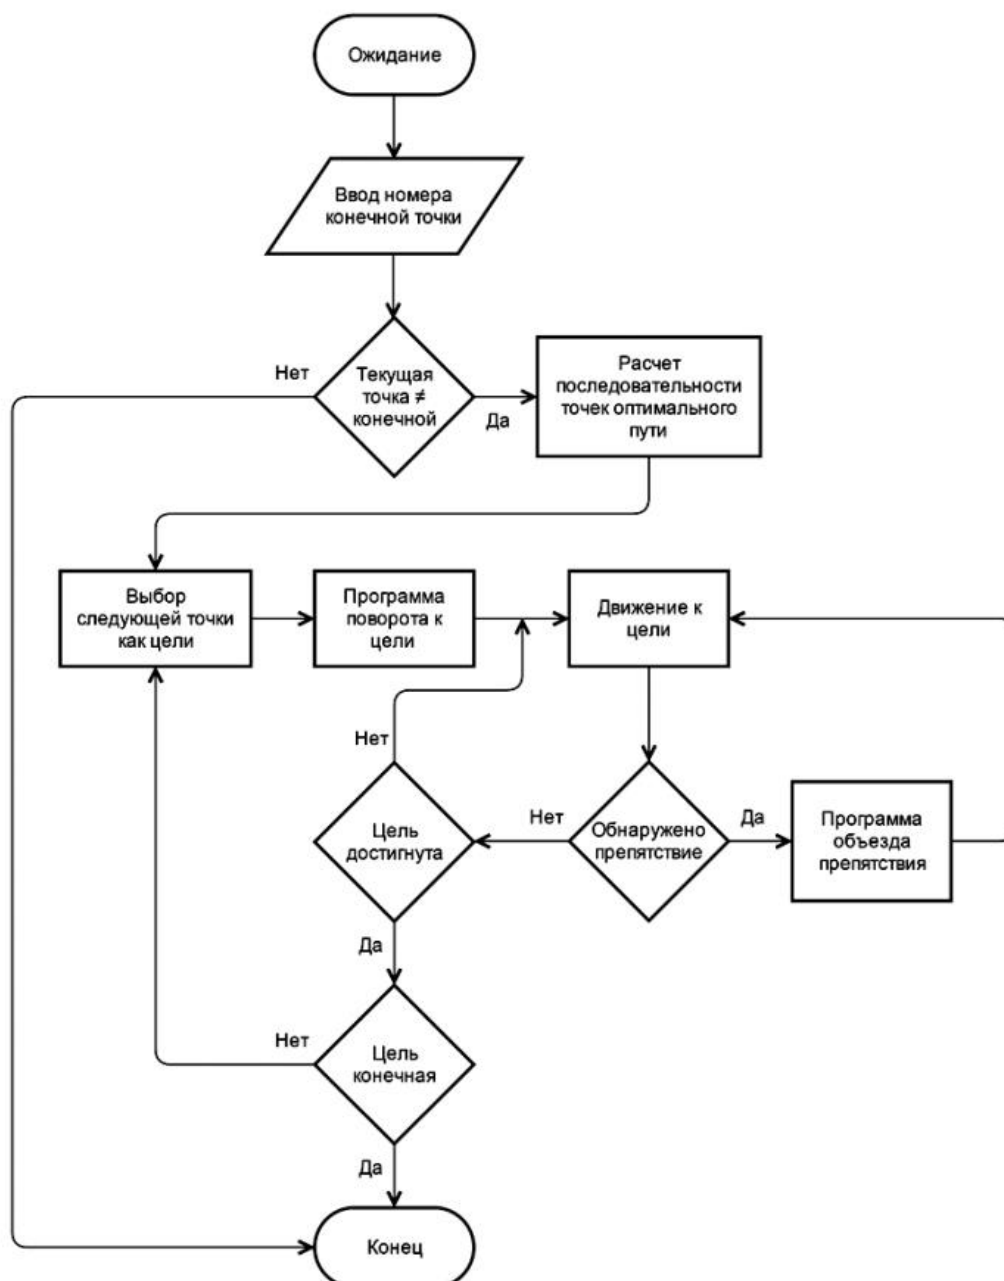 Ожидание
Ввод номера
конечной точки
Нет
Текущая
точка ≠
конечной
Да
Расчет
последовательности
точек оптимального
пути
Выбор
следующей точки
как цели
Программа
поворота к
цели
Движение к
цели
Нет
Цель
достигнута
Нет
Обнаружено
препятствие
Да
Программа
объезда
препятствия
Да
Нет
Цель
конечная
Да
Конец